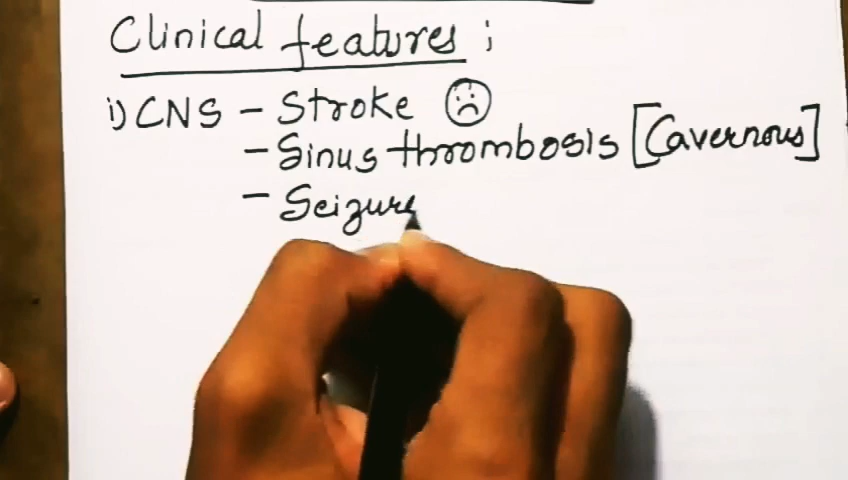 Clinical features ;
i) CNS - Stroke ☹
- Sinus thrombosis [Cavernous]
- Seizure